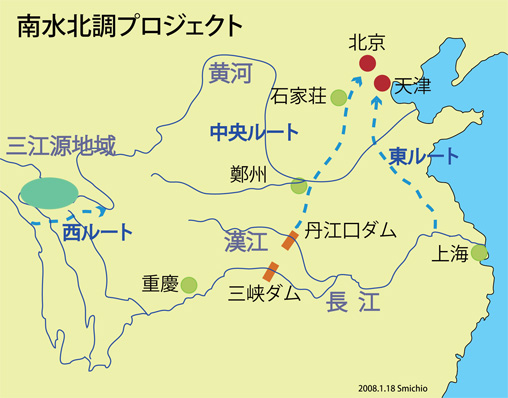 南水北調プロジェクト
北京
黄河
天津
石家荘
中央ルート
三江源地域
東ルート
鄭州
西ルート
漢江
丹江口ダム
上海
重慶
三峡ダム
長江
2008.1.18 Smichio